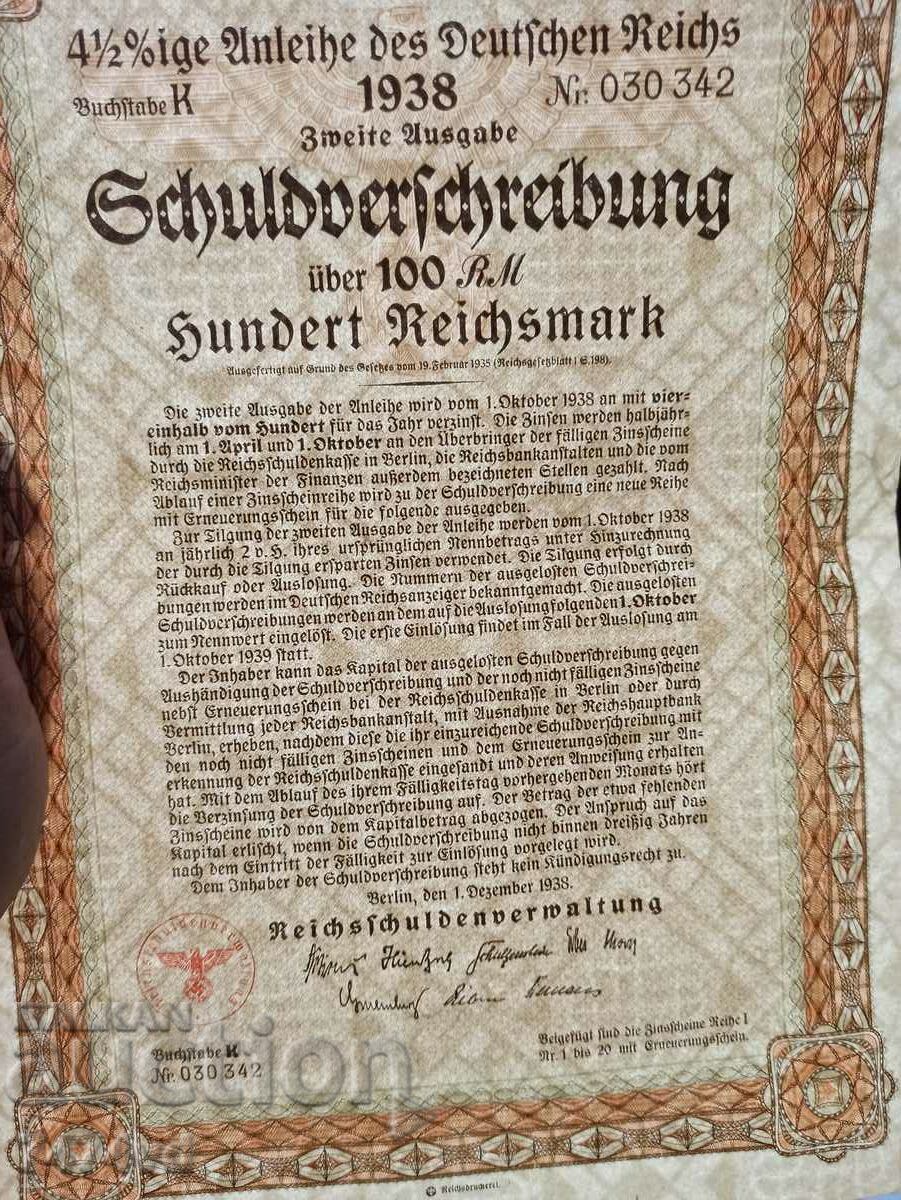 4½%ige Anleihe des Deutschen Reichs
Buchstabe K 1938 Nr. 030 342
Zweite Ausgabe
Schuldverschreibung
über 100 RM
Hundert Reichsmark
Ausgefertigt auf Grund des Gesetzes vom 19. Februar 1935 (Reichsgesetzblatt I S. 198).
Die zweite Ausgabe der Anleihe wird vom 1. Oktober 1938 an mit vier-
einhalb vom Hundert für das Jahr verzinst. Die Zinsen werden halbjähr-
lich am 1. April und 1. Oktober an den Überbringer der fälligen Zinsscheine
durch die Reichsschuldenkasse in Berlin, die Reichsbankanstalten und die vom
Reichsminister der Finanzen außerdem bezeichneten Stellen gezahlt. Nach
Ablauf einer Zinsscheinreihe wird zu der Schuldverschreibung eine neue Reihe
mit Erneuerungsschein für die folgende ausgegeben.
Zur Tilgung der zweiten Ausgabe der Anleihe werden vom 1. Oktober 1938
an jährlich 2 v. H. ihres ursprünglichen Nennbetrags unter Hinzurechnung
der durch die Tilgung ersparten Zinsen verwendet. Die Tilgung erfolgt durch
Rückkauf oder Auslosung. Die Nummern der ausgelosten Schuldverschrei-
bungen werden im Deutschen Reichsanzeiger bekanntgemacht. Die ausgelosten
Schuldverschreibungen werden an dem auf die Auslosung folgenden 1. Oktober
zum Nennwert eingelöst. Die erste Einlösung findet im Fall der Auslosung am
1. Oktober 1939 statt.
Der Inhaber kann das Kapital der ausgelosten Schuldverschreibung gegen
Aushändigung der Schuldverschreibung und der noch nicht fälligen Zinsscheine
nebst Erneuerungsschein bei der Reichsschuldenkasse in Berlin oder durch
Vermittlung jeder Reichsbankanstalt, mit Ausnahme der Reichshauptbank
Berlin, erheben, nachdem diese die ihr einzureichende Schuldverschreibung mit
den noch nicht fälligen Zinsscheinen und dem Erneuerungsschein zur An-
erkennung der Reichsschuldenkasse eingesandt und deren Anweisung erhalten
hat. Mit dem Ablauf des ihrem Fälligkeitstag vorhergehenden Monats hört
die Verzinsung der Schuldverschreibung auf. Der Betrag der etwa fehlenden
Zinsscheine wird von dem Kapitalbetrag abgezogen. Der Anspruch auf das
Kapital erlischt, wenn die Schuldverschreibung nicht binnen dreißig Jahren
nach dem Eintritt der Fälligkeit zur Einlösung vorgelegt wird.
Dem Inhaber der Schuldverschreibung steht kein Kündigungsrecht zu.
Berlin, den 1. Dezember 1938.
Reichsschuldenverwaltung
Buchstabe K
Nr. 030 342
Beigefügt sind die Zinsscheine Reihe I
Nr. 1 bis 20 mit Erneuerungsschein.
Reichsdruckerei.
BALKAN
auction